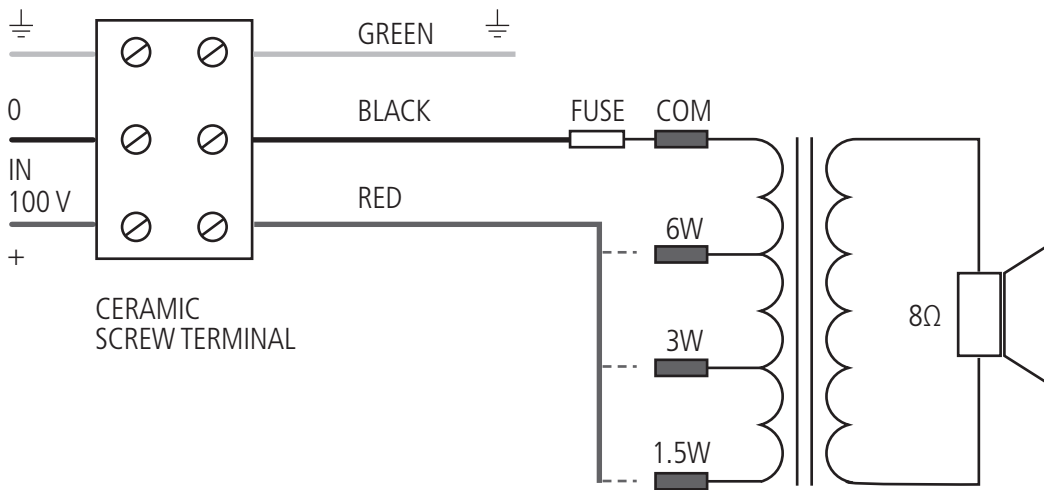 GREEN
0
BLACK
FUSE
COM
IN
100 V
RED
+
6W
CERAMIC
SCREW TERMINAL
8Ω
3W
1.5W